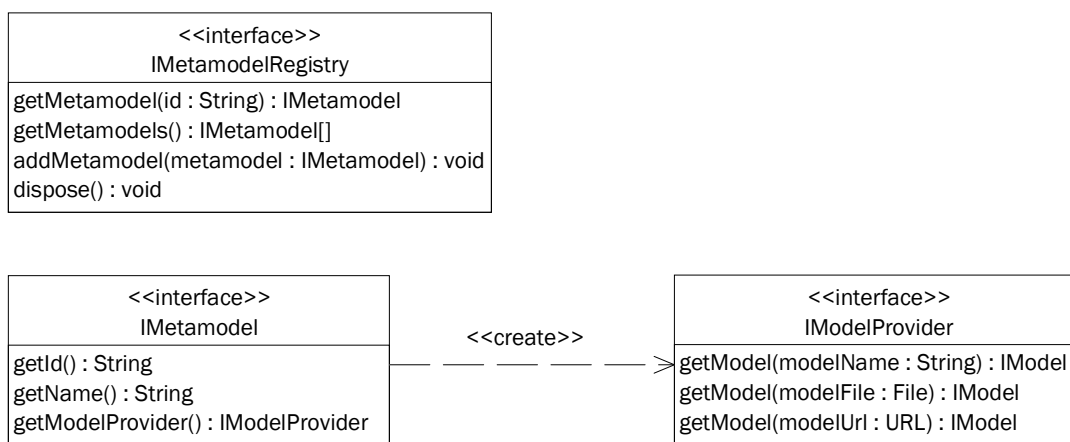 <<interface>>
IMetamodelRegistry
getMetamodel(id : String) : IMetamodel
getMetamodels() : IMetamodel[]
addMetamodel(metamodel : IMetamodel) : void
dispose() : void
<<interface>>
IMetamodel
getId() : String
getName() : String
getModelProvider() : IModelProvider
<<create>>
<<interface>>
IModelProvider
getModel(modelName : String) : IModel
getModel(modelFile : File) : IModel
getModel(modelUrl : URL) : IModel